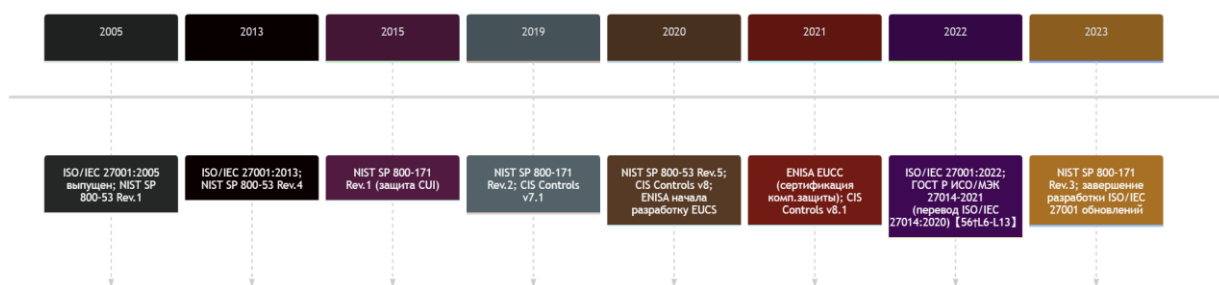 2005
2013
2015
2019
2020
2021
2022
2023
ISO/IEC 27001:2005
выпущен; NIST SP
800-53 Rev.1
ISO/IEC 27001:2013;
NIST SP 800-53 Rev.4
NIST SP 800-171
Rev.1 (защита CUI)
NIST SP 800-171
Rev.2; CIS Controls
v7.1
NIST SP 800-53 Rev.5;
CIS Controls v8;
ENISA начала
разработку EUCS
ENISA EUCC
(сертификация
комп.защиты); CIS
Controls v8.1
ISO/IEC 27001:2022;
ГОСТ Р ИСО/МЭК
27014-2021
(перевод ISO/IEC
27014:2020)【56†L6-L13】
NIST SP 800-171
Rev.3; завершение
разработки ISO/IEC
27001 обновлений